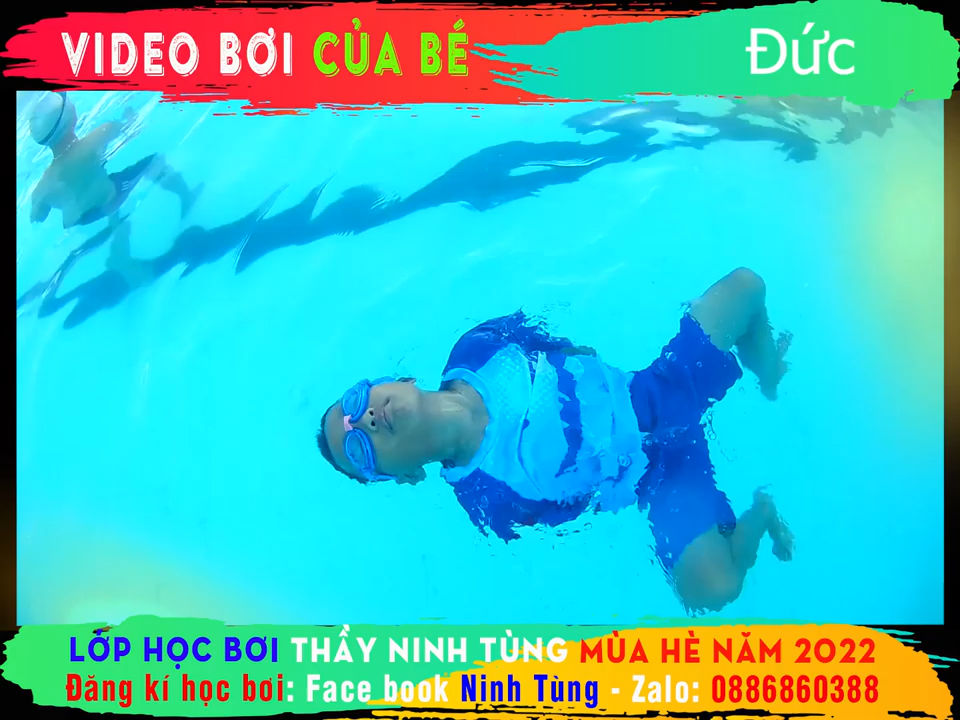 VIDEO BƠI CỦA BÉ
Đức
LỚP HỌC BƠI THẦY NINH TÙNG MÙA HÈ NĂM 2022
Đăng kí học bơi: Face book Ninh Tùng - Zalo: 0886860388